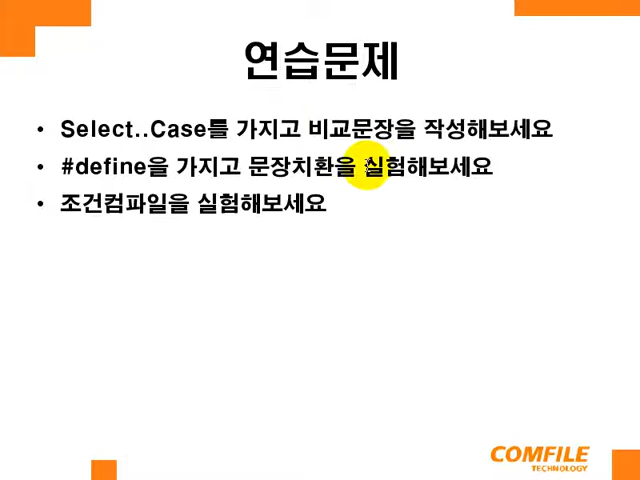 연습문제
• Select..Case를 가지고 비교문장을 작성해보세요
• #define을 가지고 문장치환을 실험해보세요
• 조건컴파일을 실험해보세요
COMFILE
TECHNOLOGY